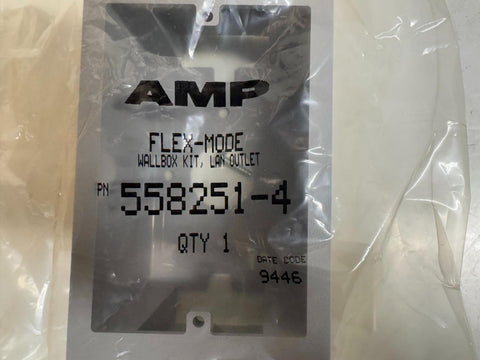 AMP
FLEX-MODE
WALLBOX KIT, LAN OUTLET
PN 558251-4
QTY 1
DATE CODE
9446